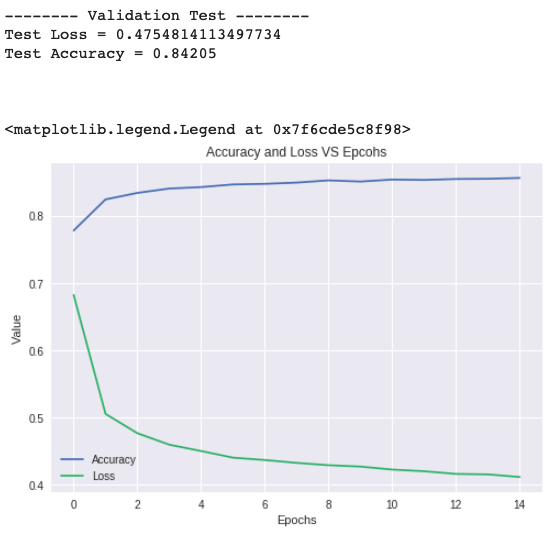 -------- Validation Test --------
Test Loss = 0.4754814113497734
Test Accuracy = 0.84205
<matplotlib.legend.Legend at 0x7f6cde5c8f98>
Accuracy and Loss VS Epcohs
0.8
0.7
0.6
0.5
0.4
Value
Accuracy
Loss
0 2 4 6 8 10 12 14
Epochs